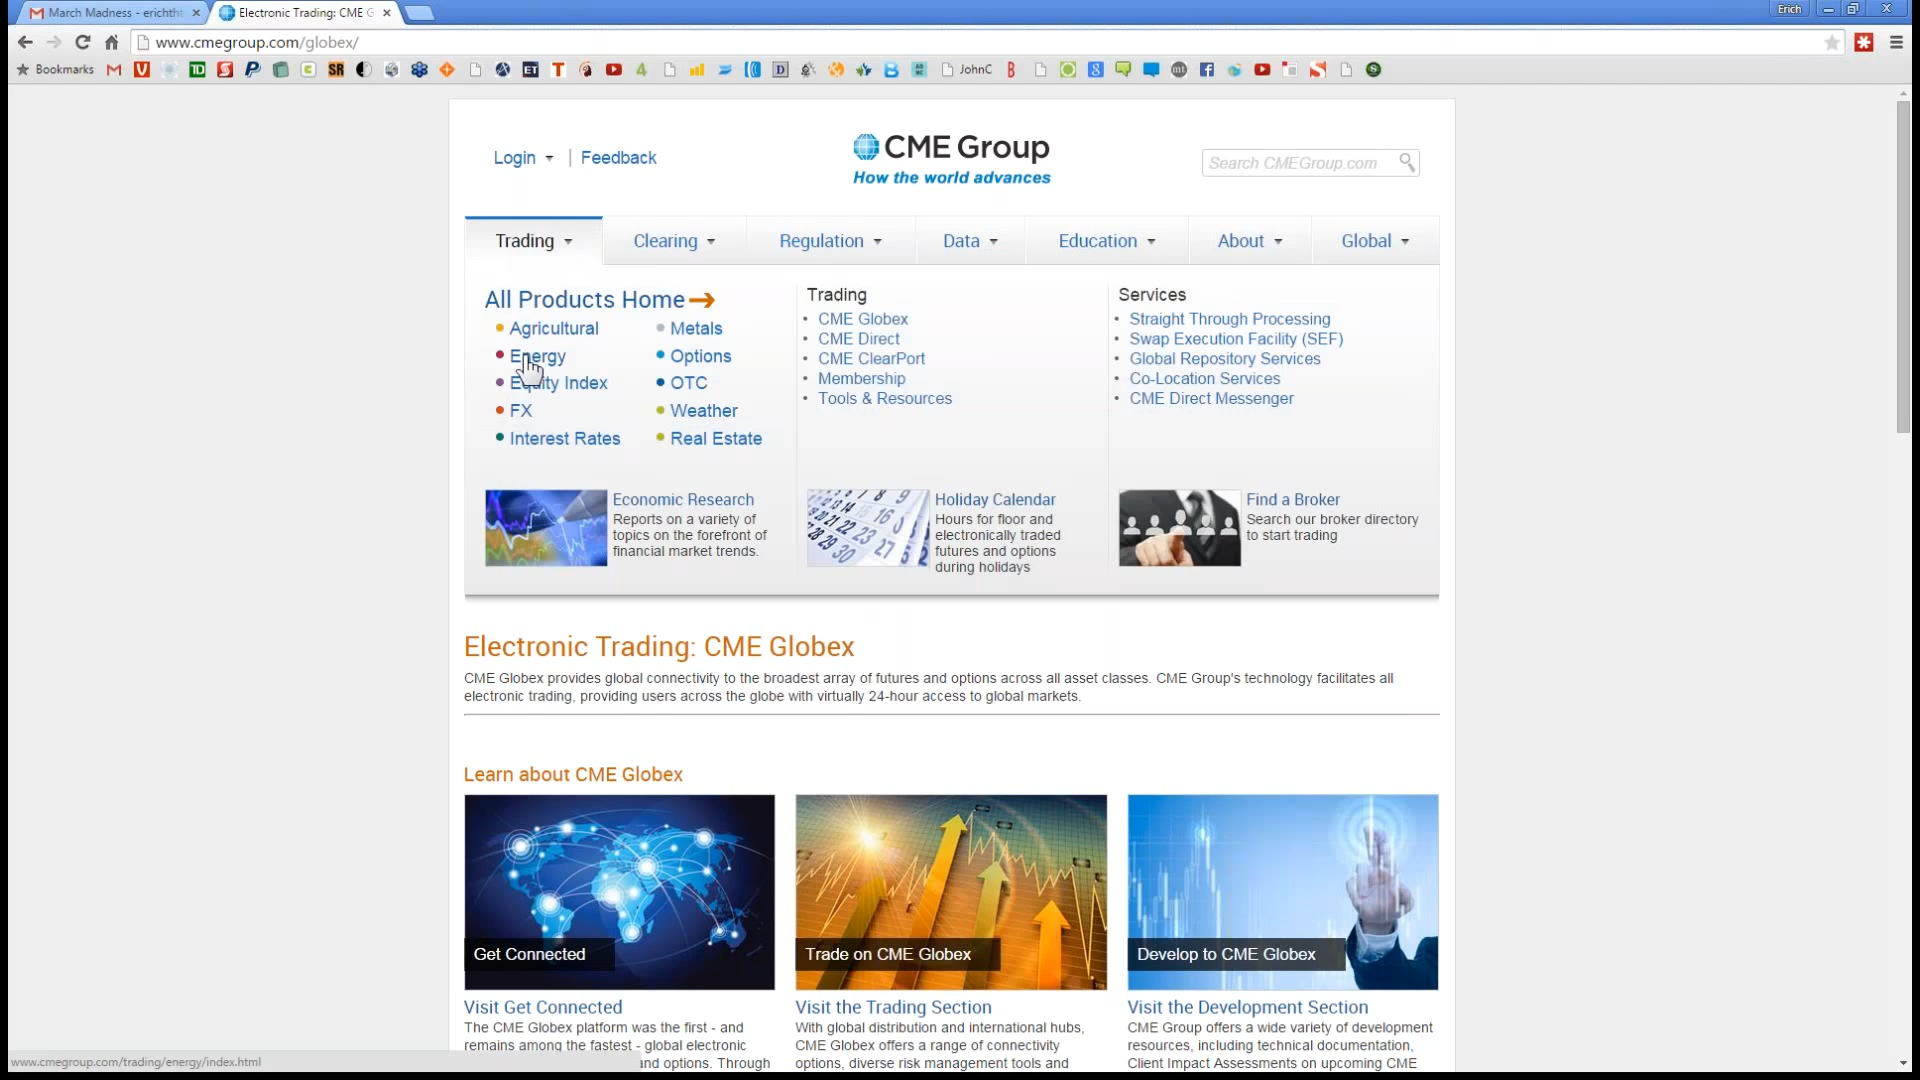 March Madness - erichth
Electronic Trading: CME G
Erich
www.cmegroup.com/globex/
Bookmarks
JohnC
Login
Feedback
CME Group
How the world advances
Search CMEGroup.com
Trading
Clearing
Regulation
Data
Education
About
Global
All Products Home
Agricultural
Energy
Equity Index
FX
Interest Rates
Metals
Options
OTC
Weather
Real Estate
Trading
CME Globex
CME Direct
CME ClearPort
Membership
Tools & Resources
Services
Straight Through Processing
Swap Execution Facility (SEF)
Global Repository Services
Co-Location Services
CME Direct Messenger
Economic Research
Reports on a variety of
topics on the forefront of
financial market trends.
Holiday Calendar
Hours for floor and
electronically traded
futures and options
during holidays
Find a Broker
Search our broker directory
to start trading
Electronic Trading: CME Globex
CME Globex provides global connectivity to the broadest array of futures and options across all asset classes. CME Group's technology facilitates all
electronic trading, providing users across the globe with virtually 24-hour access to global markets.
Learn about CME Globex
Get Connected
Trade on CME Globex
Develop to CME Globex
Visit Get Connected
The CME Globex platform was the first - and
remains among the fastest - global electronic
and options. Through
Visit the Trading Section
With global distribution and international hubs,
CME Globex offers a range of connectivity
options, diverse risk management tools and
Visit the Development Section
CME Group offers a wide variety of development
resources, including technical documentation,
Client Impact Assessments on upcoming CME
www.cmegroup.com/trading/energy/index.html